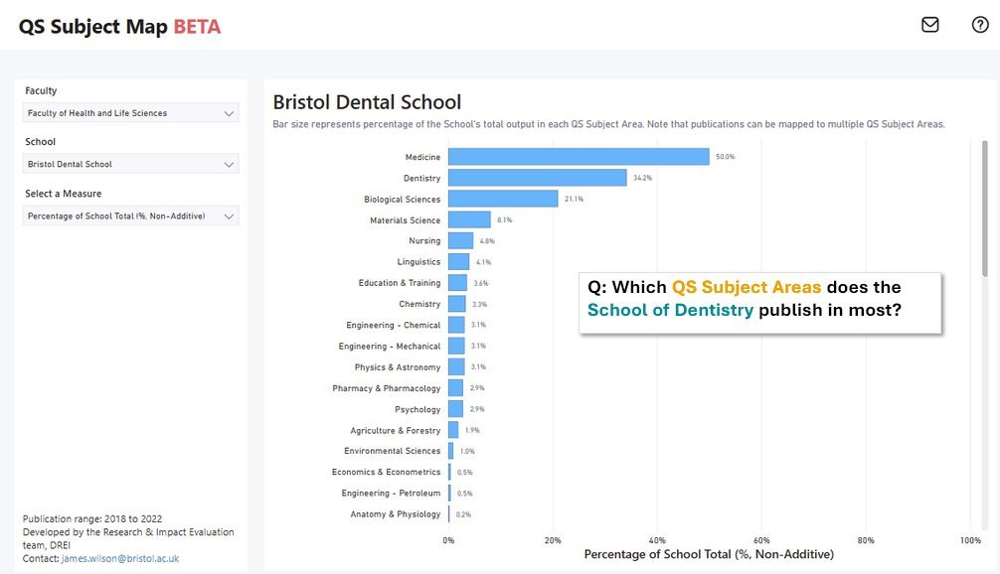 QS Subject Map BETA
Faculty
Faculty of Health and Life Sciences
School
Bristol Dental School
Select a Measure
Percentage of School Total (%, Non-Additive)
Publication range: 2018 to 2022
Developed by the Research & Impact Evaluation
team, DREI
Contact: james.wilson@bristol.ac.uk
Bristol Dental School
Bar size represents percentage of the School's total output in each QS Subject Area. Note that publications can be mapped to multiple QS Subject Areas.
Medicine 50.0%
Dentistry 34.2%
Biological Sciences 21.1%
Materials Science 8.1%
Nursing 4.8%
Linguistics 4.1%
Education & Training 3.6%
Chemistry 3.3%
Engineering - Chemical 3.1%
Engineering - Mechanical 3.1%
Physics & Astronomy 3.1%
Pharmacy & Pharmacology 2.9%
Psychology 2.9%
Agriculture & Forestry 1.9%
Environmental Sciences 1.0%
Economics & Econometrics 0.5%
Engineering - Petroleum 0.5%
Anatomy & Physiology 0.2%
0% 20% 40% 60% 80% 100%
Percentage of School Total (%, Non-Additive)
Q: Which QS Subject Areas does the
School of Dentistry publish in most?